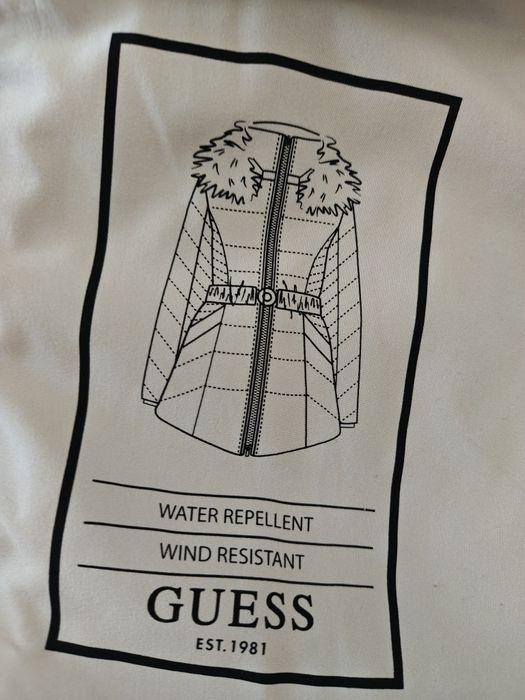 WATER REPELLENT
WIND RESISTANT
GUESS
EST. 1981